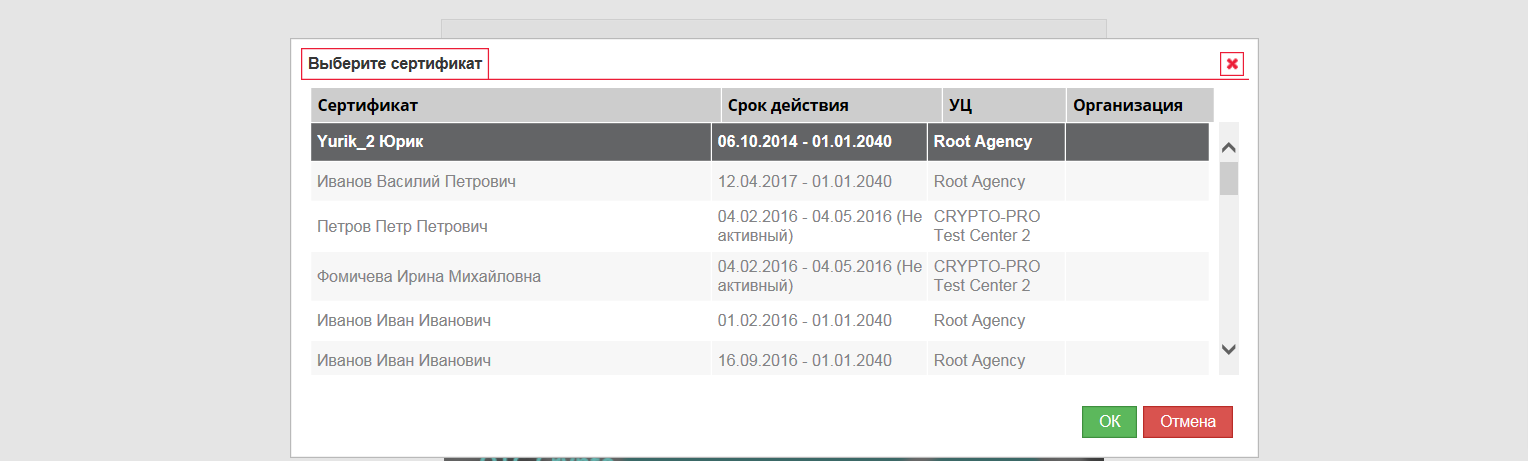 Выберите сертификат
Сертификат Срок действия УЦ Организация
Yurik_2 Юрик 06.10.2014 - 01.01.2040 Root Agency
Иванов Василий Петрович 12.04.2017 - 01.01.2040 Root Agency
Петров Петр Петрович 04.02.2016 - 04.05.2016 (Не активный) CRYPTO-PRO Test Center 2
Фомичева Ирина Михайловна 04.02.2016 - 04.05.2016 (Не активный) CRYPTO-PRO Test Center 2
Иванов Иван Иванович 01.02.2016 - 01.01.2040 Root Agency
Иванов Иван Иванович 16.09.2016 - 01.01.2040 Root Agency
ОК Отмена